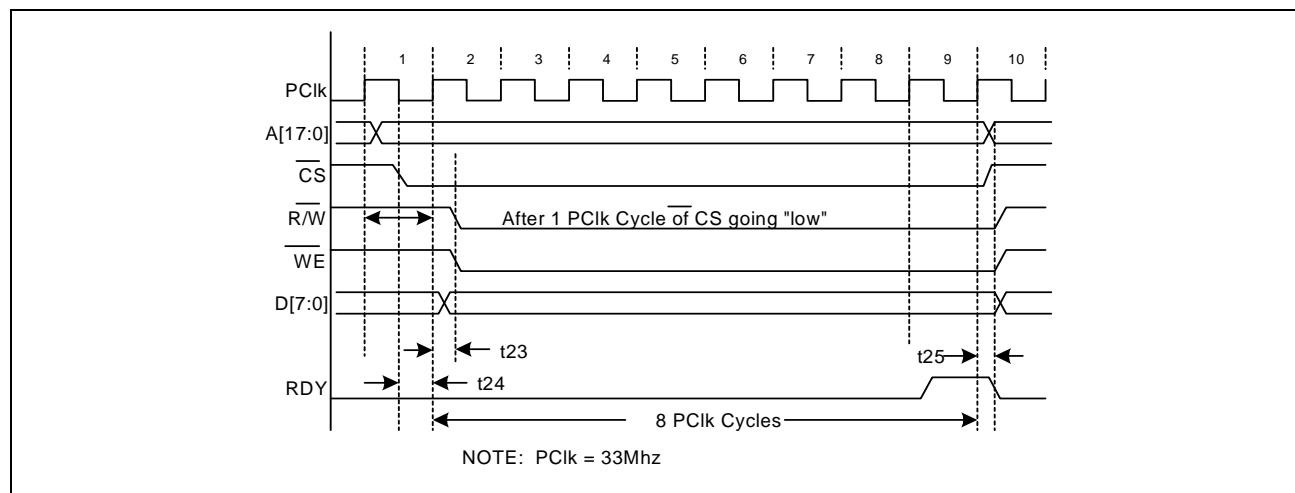 1 2 3 4 5 6 7 8 9 10
PClk
A[17:0]
CS
R/W After 1 PClk Cycle of CS going "low"
WE
D[7:0]
t23 t25
t24
RDY
8 PClk Cycles
NOTE: PClk = 33Mhz